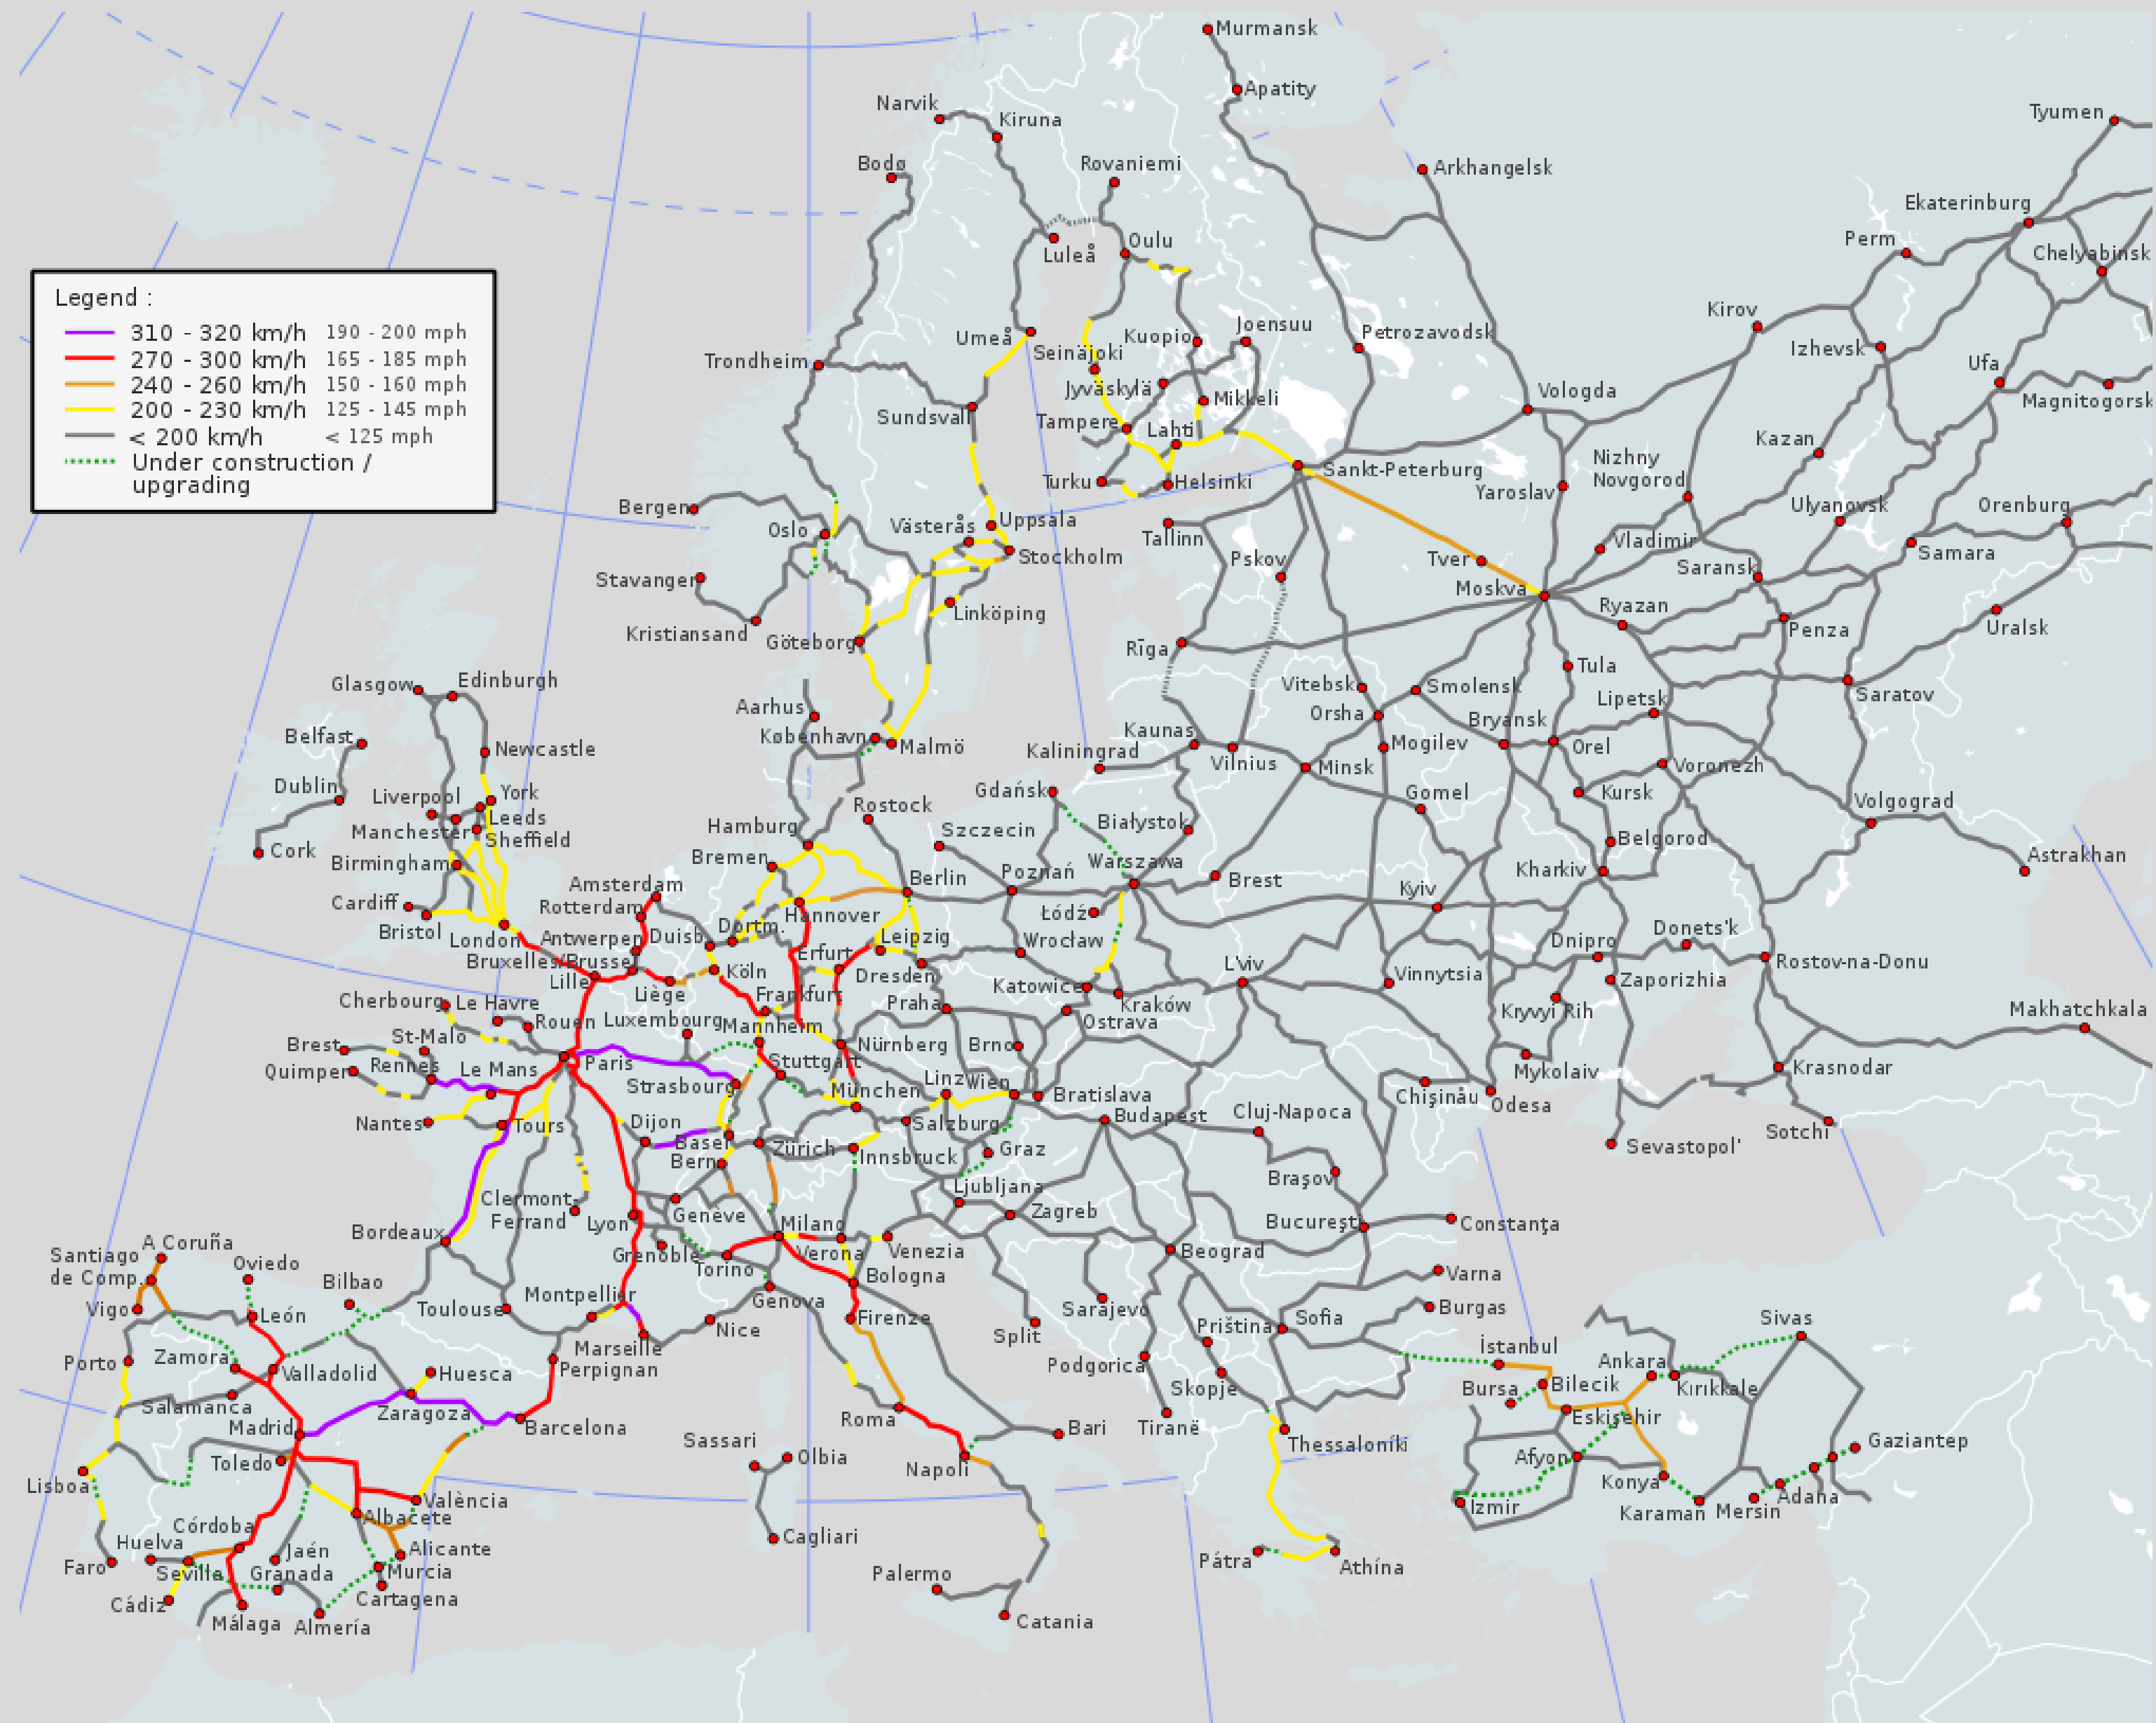 Murmansk
Apatity
Narvik
Kiruna
Tyumen
Bodø
Rovaniemi
Arkhangelsk
Ekaterinburg
Perm
Oulu
Luleå
Chelyabinsk
Legend :
310 - 320 km/h 190 - 200 mph
270 - 300 km/h 165 - 185 mph
240 - 260 km/h 150 - 160 mph
200 - 230 km/h 125 - 145 mph
< 200 km/h < 125 mph
Under construction /
upgrading
Kirov
Umeå
Kuopio
Joensuu
Petrozavodsk
Izhevsk
Seinäjoki
Trondheim
Ufa
Jyväskylä
Mikkeli
Vologda
Magnitogorsk
Sundsvall
Tampere
Lahti
Kazan
Nizhny
Novgorod
Sankt-Peterburg
Turku
Helsinki
Yaroslav
Bergen
Oslo
Västerås
Uppsala
Ulyanovsk
Orenburg
Tallinn
Vladimir
Samara
Stockholm
Pskov
Tver
Saransk
Stavanger
Moskva
Linköping
Ryazan
Kristiansand
Göteborg
Rīga
Penza
Uralsk
Tula
Glasgow
Edinburgh
Vitebsk
Smolensk
Lipetsk
Saratov
Aarhus
Orsha
Bryansk
Belfast
København
Malmö
Kaunas
Newcastle
Kaliningrad
Vilnius
Minsk
Mogilev
Orel
Voronezh
Dublin
Liverpool
York
Gdańsk
Gomel
Kursk
Volgograd
Rostock
Leeds
Manchester
Hamburg
Szczecin
Białystok
Sheffield
Belgorod
Cork
Birmingham
Bremen
Warszawa
Astrakhan
Poznań
Kharkiv
Berlin
Brest
Amsterdam
Kyiv
Cardiff
Rotterdam
Hannover
Łódź
Bristol
London
Antwerpen
Duisb.
Dortm.
Leipzig
Wrocław
Dnipro
Donets'k
Bruxelles/Brussel
Erfurt
Rostov-na-Donu
Lille
Köln
Dresden
L'viv
Vinnytsia
Zaporizhia
Liège
Katowice
Frankfurt
Cherbourg
Le Havre
Praha
Kraków
Kryvyi Rih
Makhatchkala
Rouen
Luxembourg
Mannheim
Ostrava
Brest
St-Malo
Nürnberg
Brno
Quimper
Rennes
Le Mans
Paris
Stuttgart
Mykolaiv
Krasnodar
Strasbourg
München
Linz
Wien
Bratislava
Chişinău
Odesa
Nantes
Tours
Dijon
Salzburg
Budapest
Cluj-Napoca
Sotchi
Basel
Zürich
Innsbruck
Graz
Sevastopol'
Bern
Braşov
Clermont-
Ferrand
Lyon
Genève
Ljubljana
Zagreb
Bordeaux
Milano
Bucureşti
Constanţa
A Coruña
Santiago
de Comp.
Grenoble
Verona
Venezia
Beograd
Oviedo
Torino
Bilbao
Bologna
Varna
Vigo
León
Toulouse
Montpellier
Genova
Sarajevo
Burgas
Firenze
Nice
Split
Priština
Sofia
Sivas
Porto
Zamora
Marseille
İstanbul
Valladolid
Huesca
Perpignan
Podgorica
Skopje
Ankara
Bursa
Bilecik
Kırıkkale
Salamanca
Zaragoza
Roma
Tiranë
Eskişehir
Madrid
Barcelona
Bari
Sassari
Olbia
Thessaloníki
Gaziantep
Toledo
Napoli
Afyon
Lisboa
Konya
València
Izmir
Adana
Albacete
Karaman
Mersin
Córdoba
Huelva
Cagliari
Jaén
Alicante
Faro
Sevilla
Granada
Murcia
Palermo
Pátra
Athína
Cádiz
Cartagena
Málaga
Almería
Catania